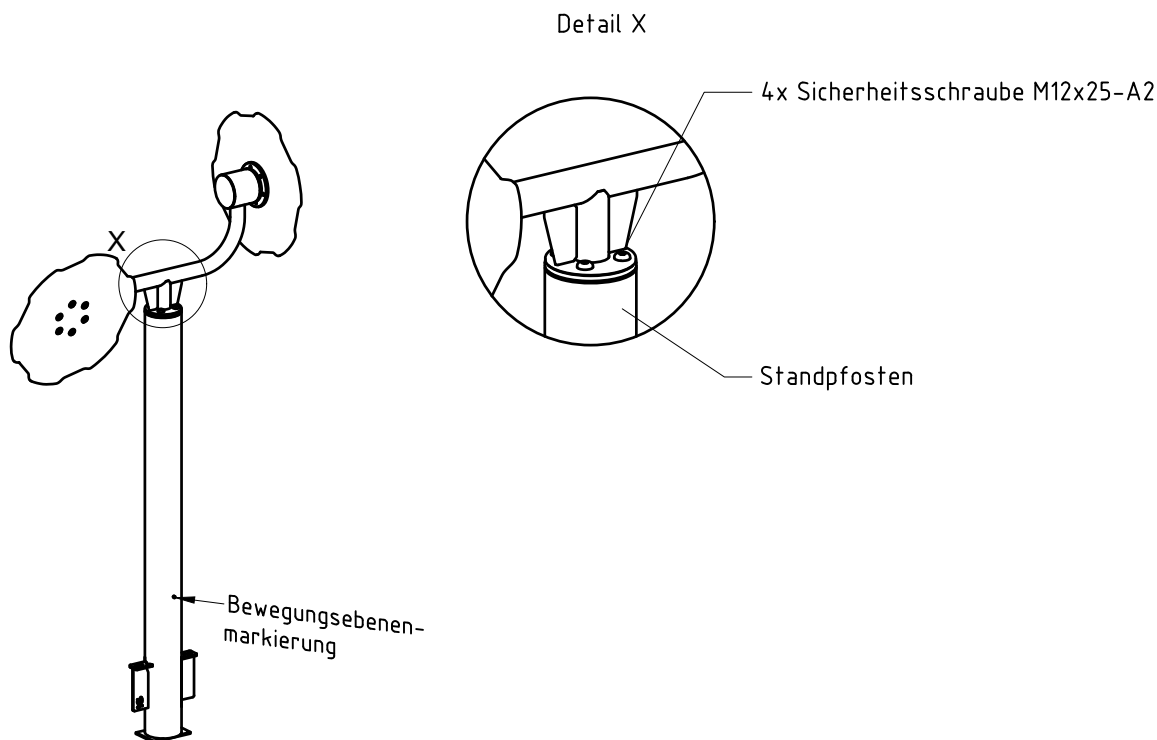 Detail X
4x Sicherheitsschraube M12x25-A2
X
Standpfosten
Bewegungsebenen-
markierung